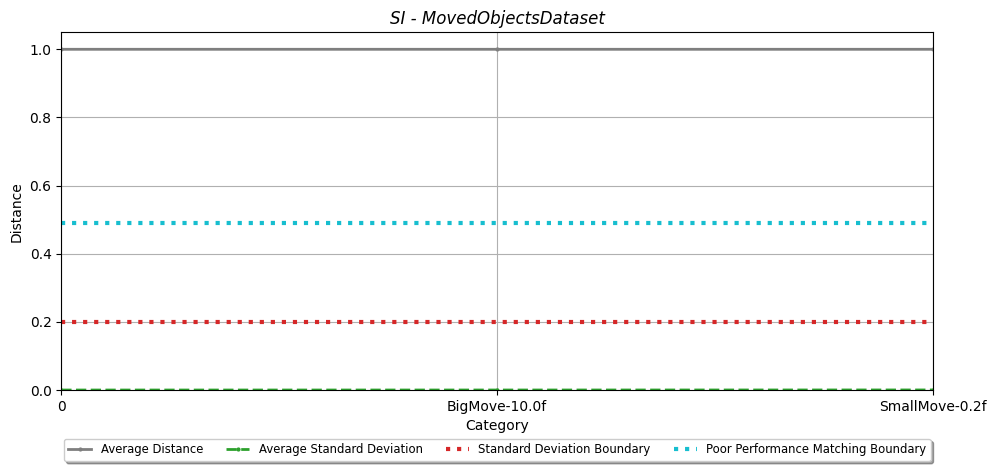 SI - MovedObjectsDataset
Distance
1.0
0.8
0.6
0.4
0.2
0.0
0 BigMove-10.0f SmallMove-0.2f
Category
Average Distance Average Standard Deviation Standard Deviation Boundary Poor Performance Matching Boundary